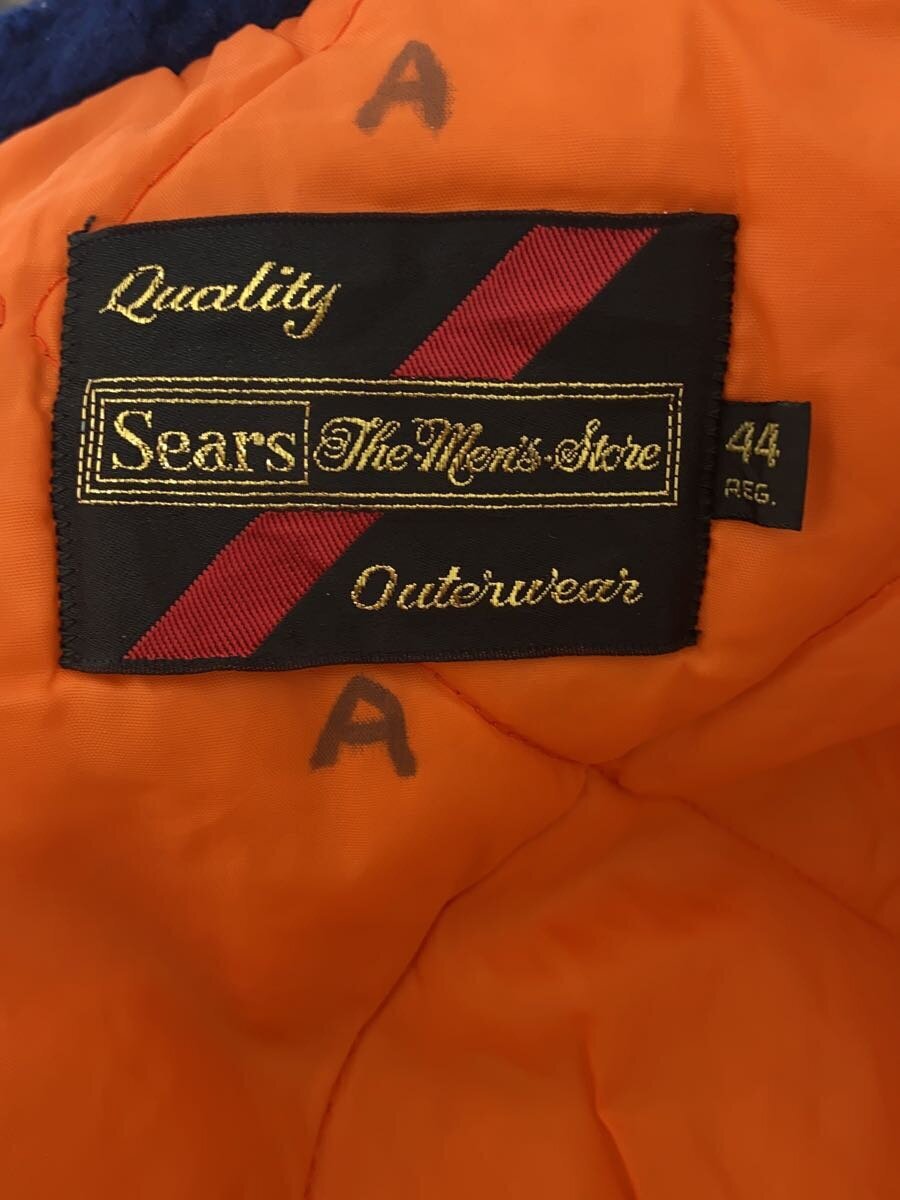 A
Quality
Sears The·Men's·Store
44
REG.
Outerwear
A